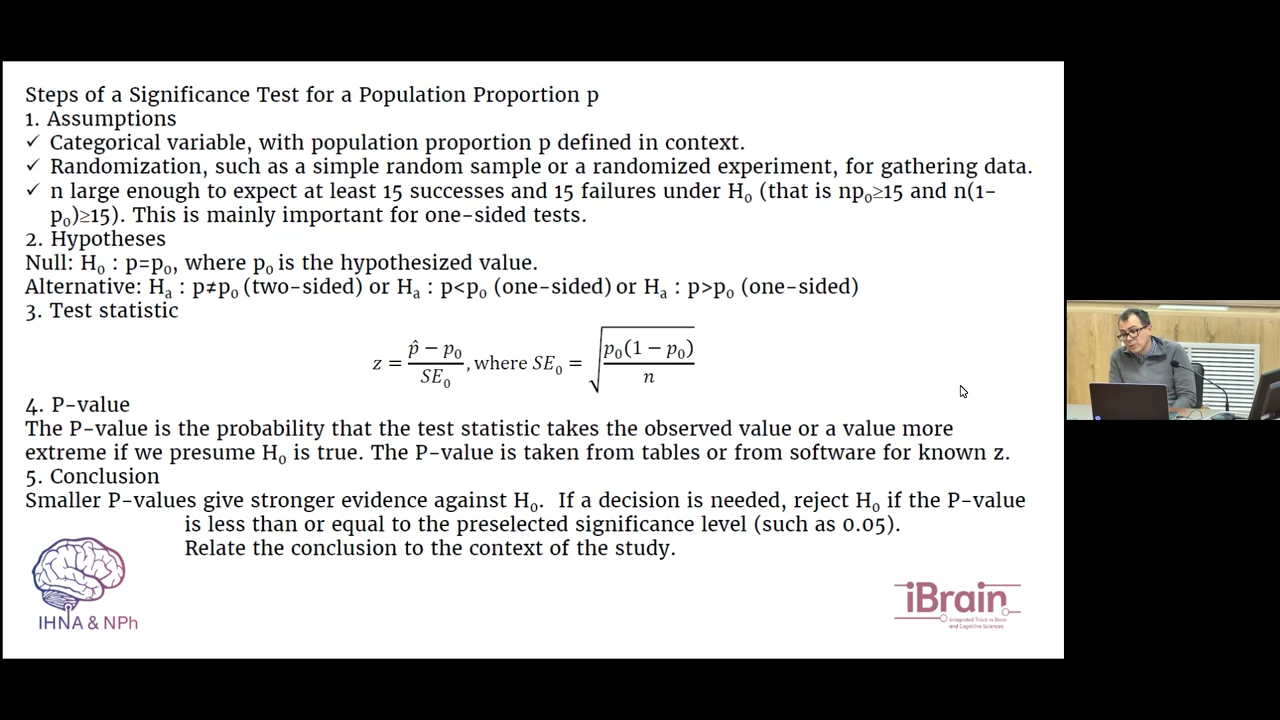 Steps of a Significance Test for a Population Proportion p
1. Assumptions
✓ Categorical variable, with population proportion p defined in context.
✓ Randomization, such as a simple random sample or a randomized experiment, for gathering data.
✓ n large enough to expect at least 15 successes and 15 failures under H₀ (that is np₀≥15 and n(1-
p₀)≥15). This is mainly important for one-sided tests.
2. Hypotheses
Null: H₀ : p=p₀, where p₀ is the hypothesized value.
Alternative: Hₐ : p≠p₀ (two-sided) or Hₐ : p<p₀ (one-sided) or Hₐ : p>p₀ (one-sided)
3. Test statistic
z = (p̂ − p₀)/SE₀, where SE₀ = √(p₀(1 − p₀)/n)
4. P-value
The P-value is the probability that the test statistic takes the observed value or a value more
extreme if we presume H₀ is true. The P-value is taken from tables or from software for known z.
5. Conclusion
Smaller P-values give stronger evidence against H₀. If a decision is needed, reject H₀ if the P-value
is less than or equal to the preselected significance level (such as 0.05).
Relate the conclusion to the context of the study.
IHNA & NPh
iBrain
Integrated Track in Brain
and Cognitive Sciences